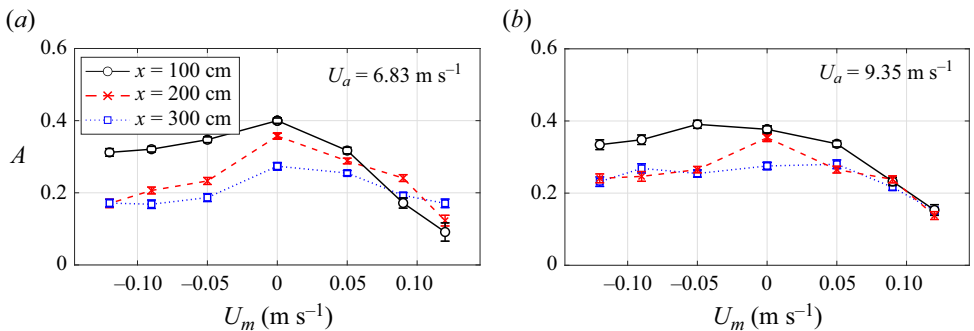 (a)
0.6
0.4
A
0.2
0
x = 100 cm
x = 200 cm
x = 300 cm
U_a = 6.83 m s⁻¹
–0.10 –0.05 0 0.05 0.10
U_m (m s⁻¹)
(b)
0.6
0.4
0.2
0
U_a = 9.35 m s⁻¹
–0.10 –0.05 0 0.05 0.10
U_m (m s⁻¹)